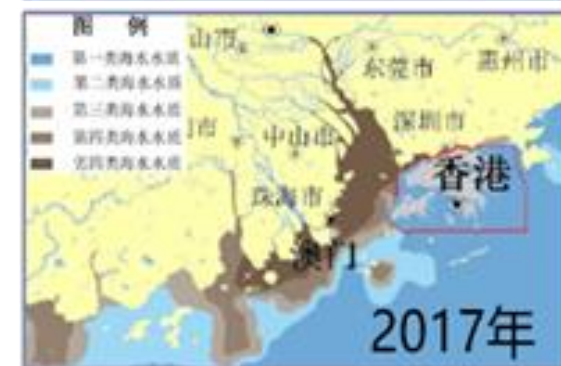 图 例
第一类海水水质
第二类海水水质
第三类海水水质
第四类海水水质
劣四类海水水质
山市
东莞市
惠州市
中山市
深圳市
香港
珠海市
澳门
2017年